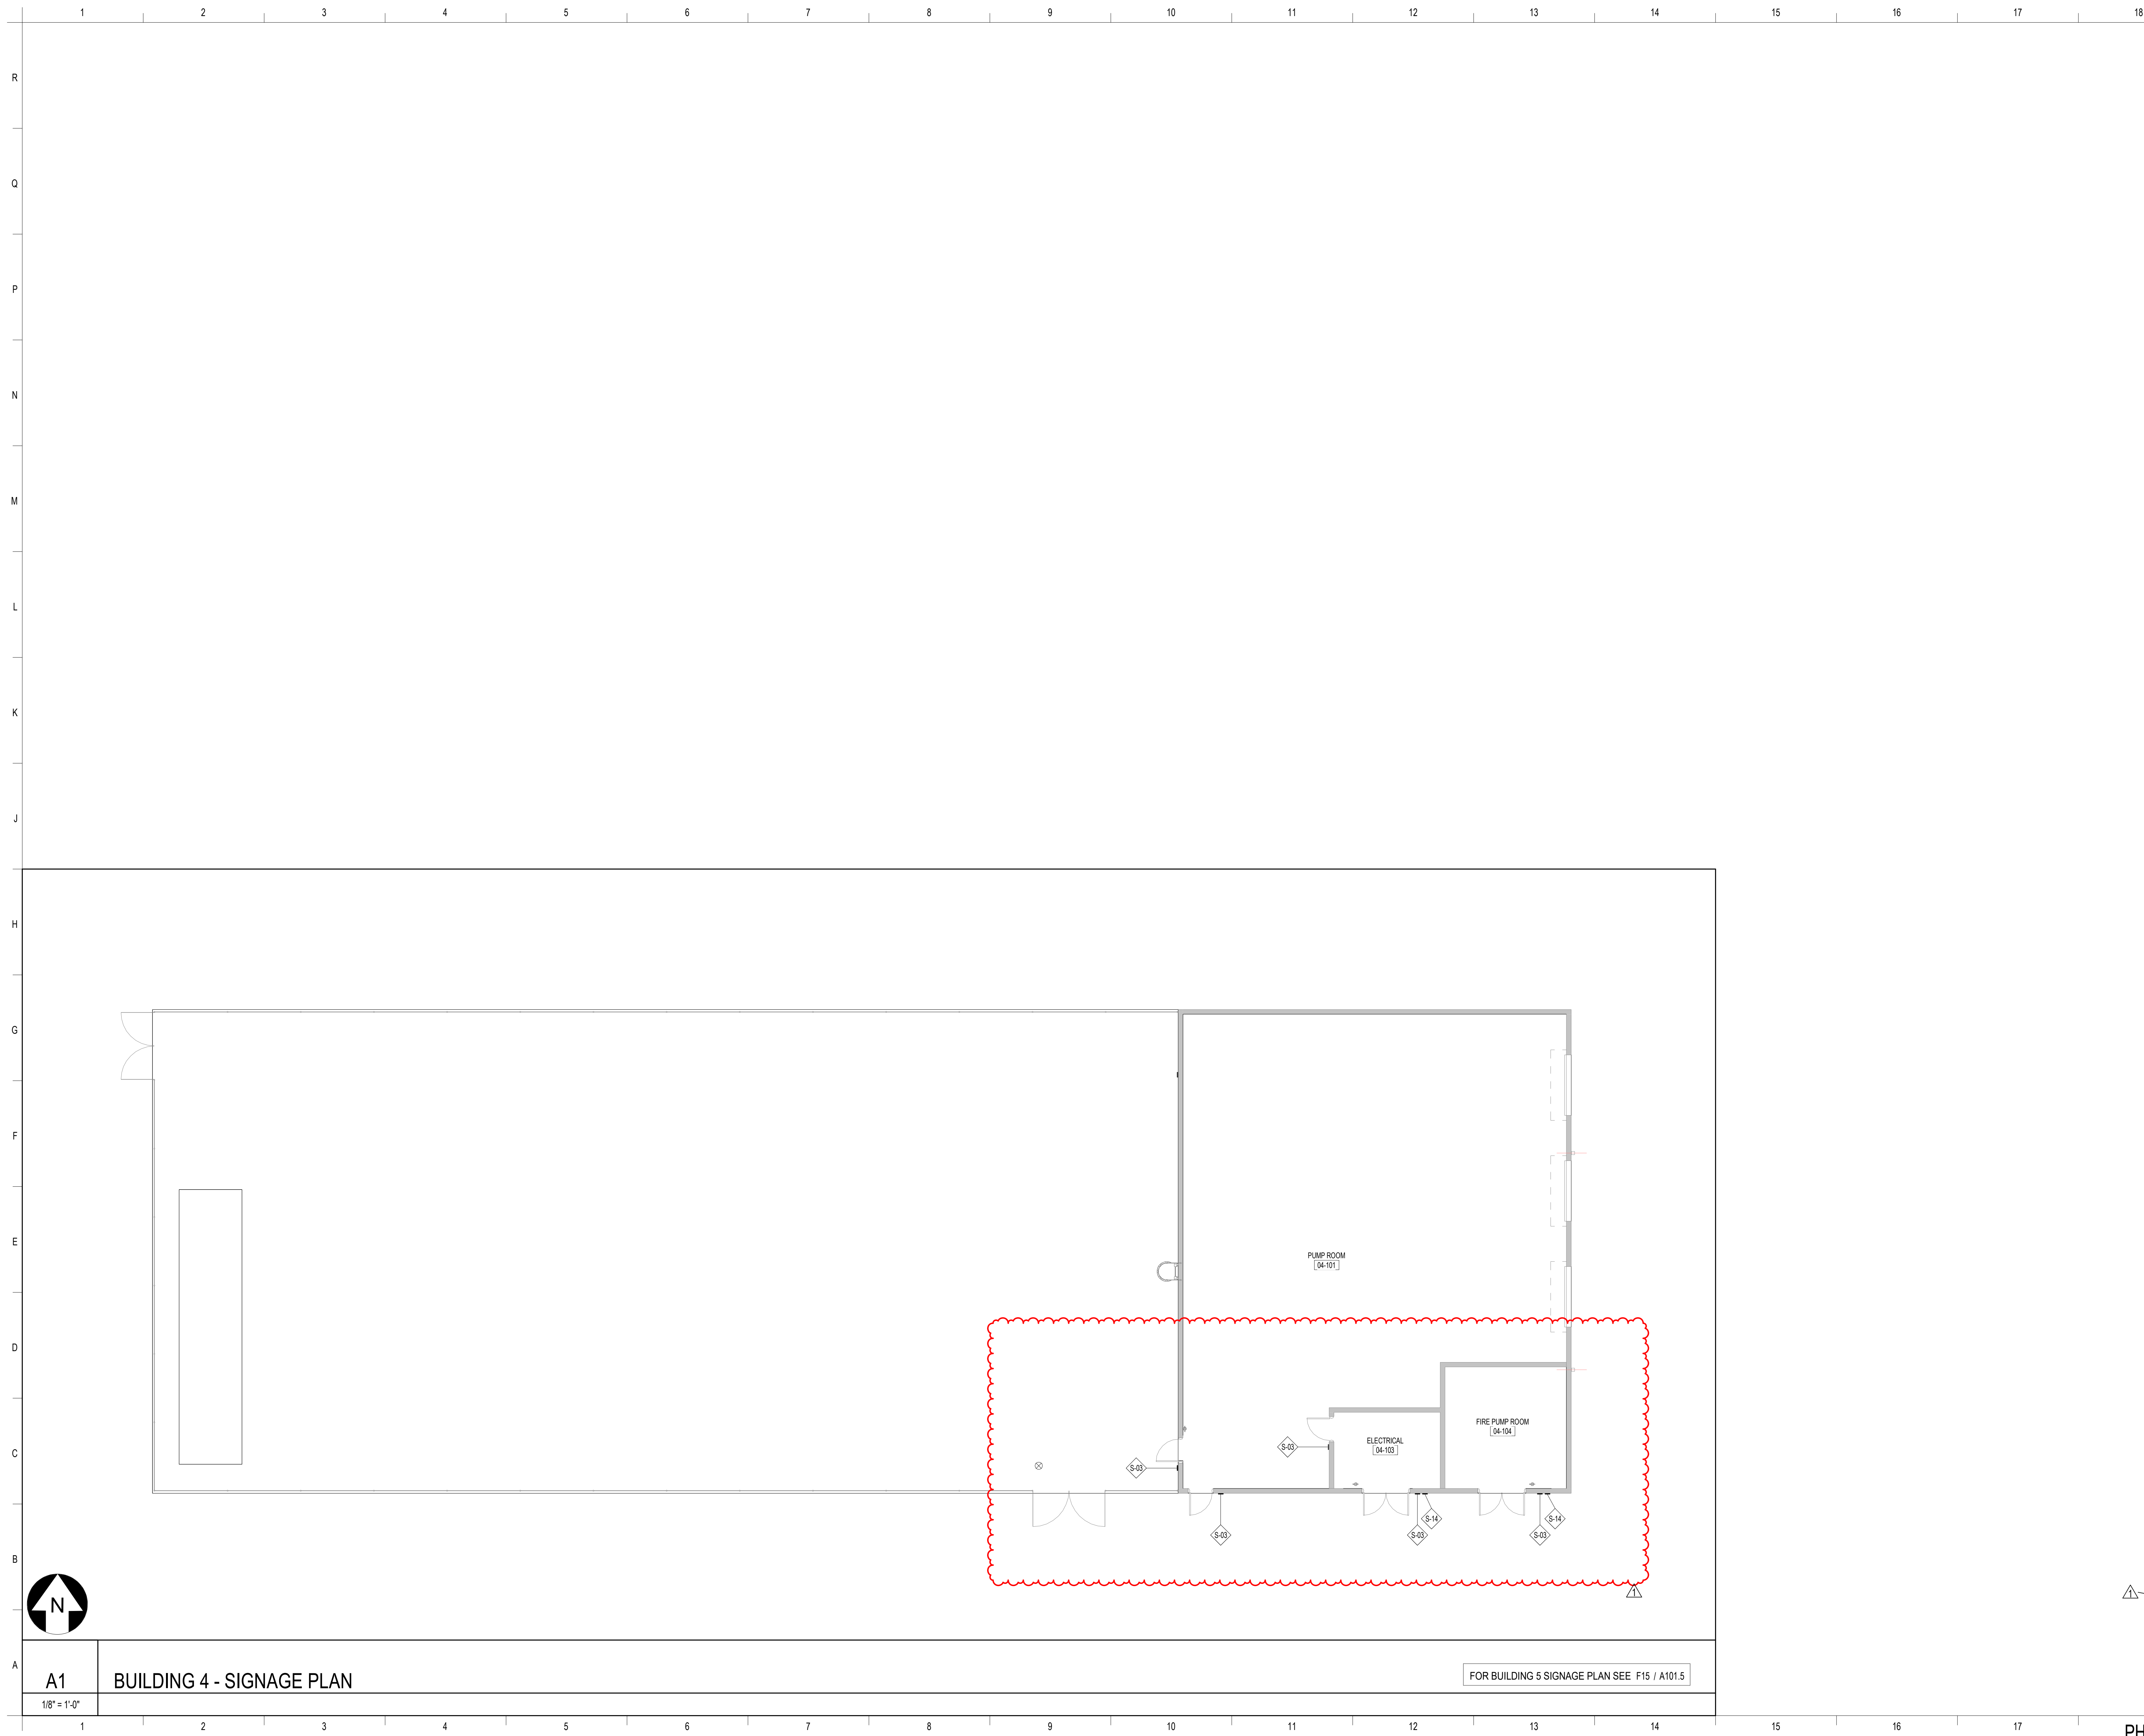 1 2 3 4 5 6 7 8 9 10 11 12 13 14 15 16 17 18
R
Q
P
N
M
L
K
J
H
G
F
E
PUMP ROOM
04-101
D
FIRE PUMP ROOM
04-104
ELECTRICAL
04-103
C
S-03
S-03
S-14
S-14
S-03
S-03
S-03
B
1
1
N
A
A1
BUILDING 4 - SIGNAGE PLAN
FOR BUILDING 5 SIGNAGE PLAN SEE F15 / A101.5
1/8" = 1'-0"
1 2 3 4 5 6 7 8 9 10 11 12 13 14 15 16 17
PH